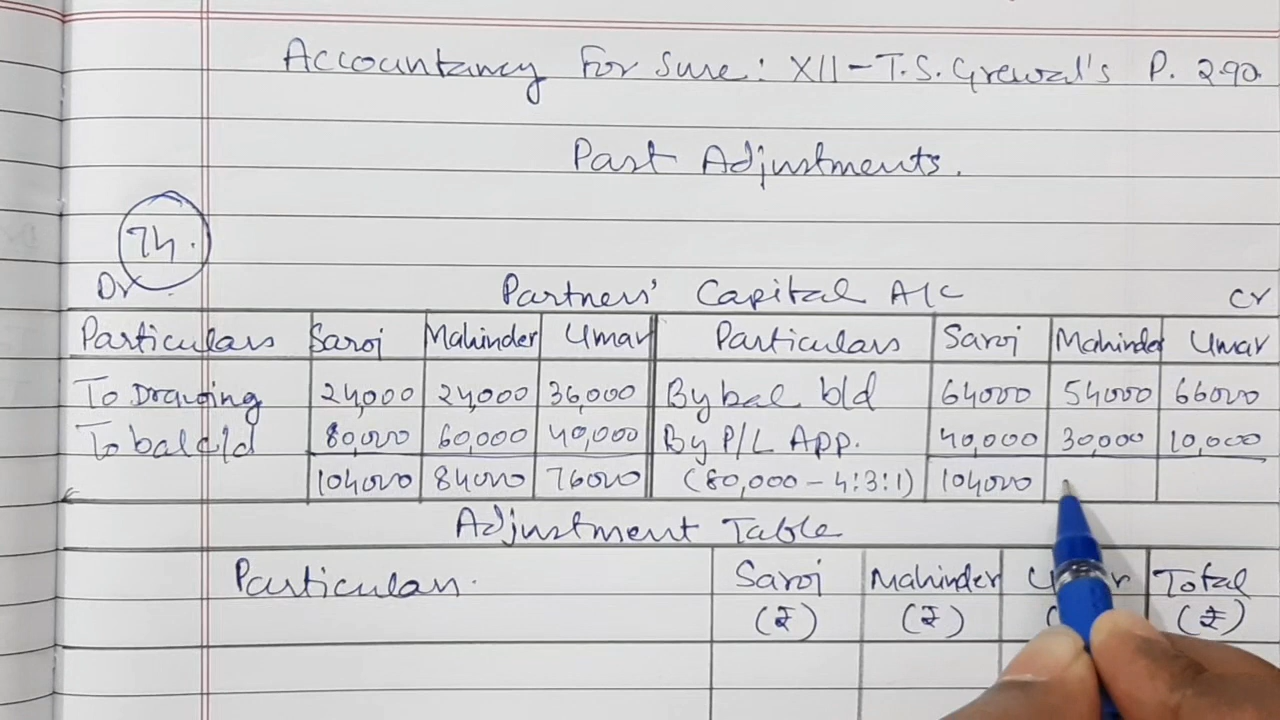 Accountancy For Sure: XII - T.S. Grewal's P. 2.90
Past Adjustments.
74.
Dr Partners' Capital A/C Cr
Particulars Saroj Mahinder Umar Particulars Saroj Mahinder Umar
To Drawing 24,000 24,000 36,000 By bal b/d 64000 54000 66000
To bal c/d 80,000 60,000 40,000 By P/L App. 40,000 30,000 10,000
104000 84000 76000 (80,000 - 4:3:1) 104000
Adjustment Table
Particulars. Saroj Mahinder Total
(₹) (₹) (₹)